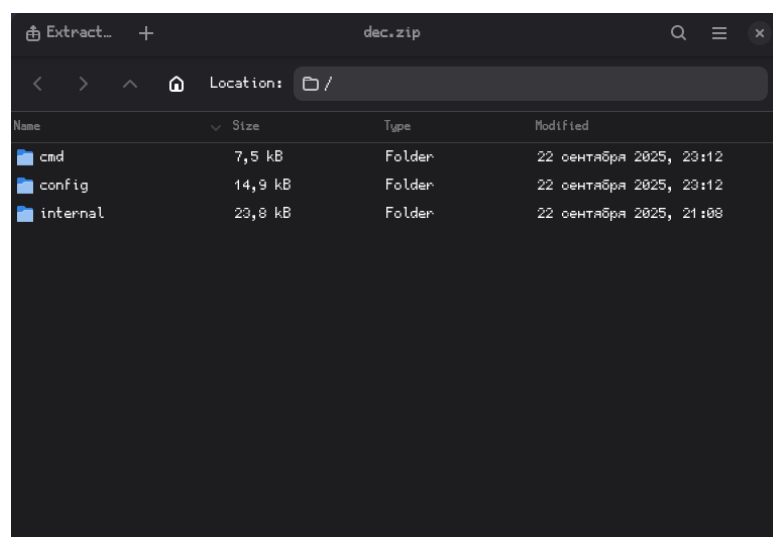 Extract… dec.zip
Location: /
Name Size Type Modified
cmd 7,5 kB Folder 22 сентября 2025, 23:12
config 14,9 kB Folder 22 сентября 2025, 23:12
internal 23,8 kB Folder 22 сентября 2025, 21:08